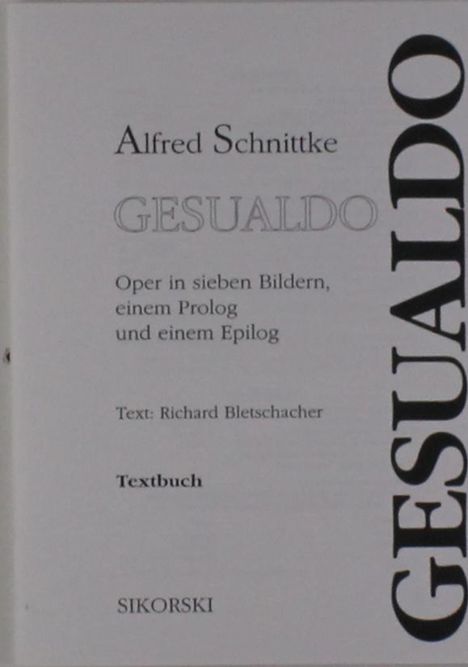 Alfred Schnittke
GESUALDO
Oper in sieben Bildern,
einem Prolog
und einem Epilog
Text: Richard Bletschacher
Textbuch
SIKORSKI
GESUALDO